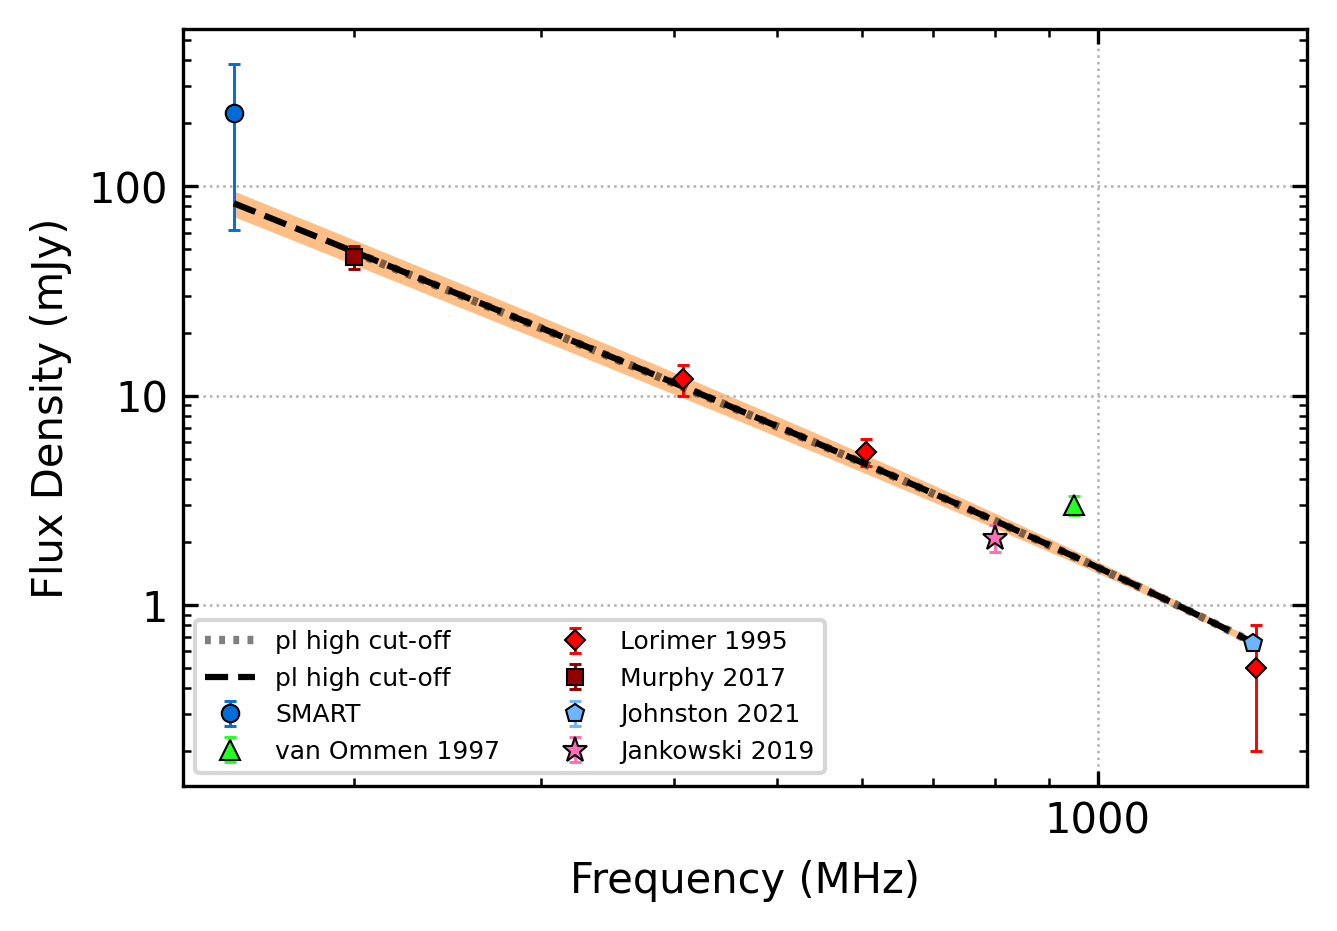 Flux Density (mJy)
100
10
1
pl high cut-off
pl high cut-off
SMART
van Ommen 1997
Lorimer 1995
Murphy 2017
Johnston 2021
Jankowski 2019
1000
Frequency (MHz)